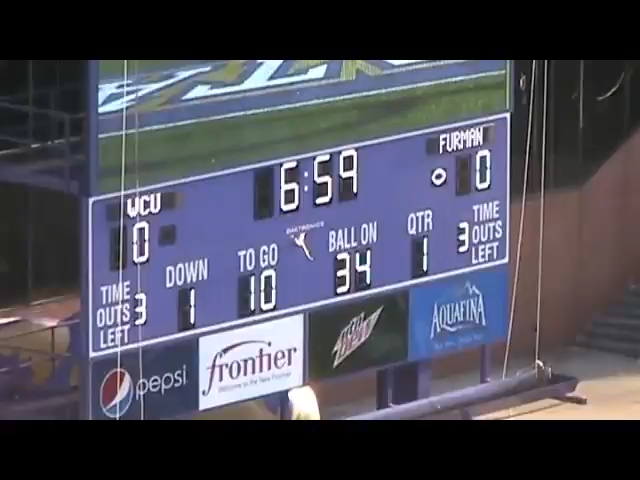 FURMAN
6:59
0
WCU
0
DAKTRONICS
QTR
1
TIME OUTS LEFT 3
BALL ON
34
TO GO
10
DOWN
1
TIME OUTS LEFT 3
pepsi
frontier
Welcome to the New Frontier
Mtn Dew
AQUAFINA